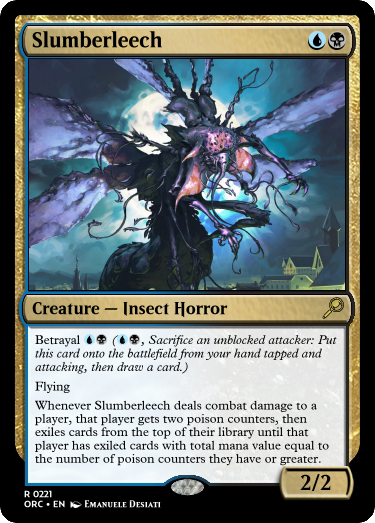 Slumberleech
Creature — Insect Horror
Betrayal (, Sacrifice an unblocked attacker: Put
this card onto the battlefield from your hand tapped and
attacking, then draw a card.)
Flying
Whenever Slumberleech deals combat damage to a
player, that player gets two poison counters, then
exiles cards from the top of their library until that
player has exiled cards with total mana value equal to
the number of poison counters they have or greater.
2/2
R 0221
ORC • EN Emanuele Desiati